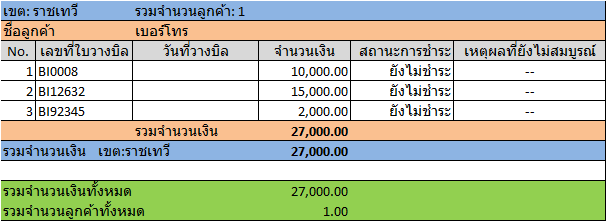 เขต: ราชเทวี รวมจำนวนลูกค้า: 1
ชื่อลูกค้า เบอร์โทร
No. เลขที่ใบวางบิล วันที่วางบิล จำนวนเงิน สถานะการชำระ เหตุผลที่ยังไม่สมบูรณ์
1 BI0008 10,000.00 ยังไม่ชำระ --
2 BI12632 15,000.00 ยังไม่ชำระ --
3 BI92345 2,000.00 ยังไม่ชำระ --
รวมจำนวนเงิน 27,000.00
รวมจำนวนเงิน เขต:ราชเทวี 27,000.00
รวมจำนวนเงินทั้งหมด 27,000.00
รวมจำนวนลูกค้าทั้งหมด 1.00